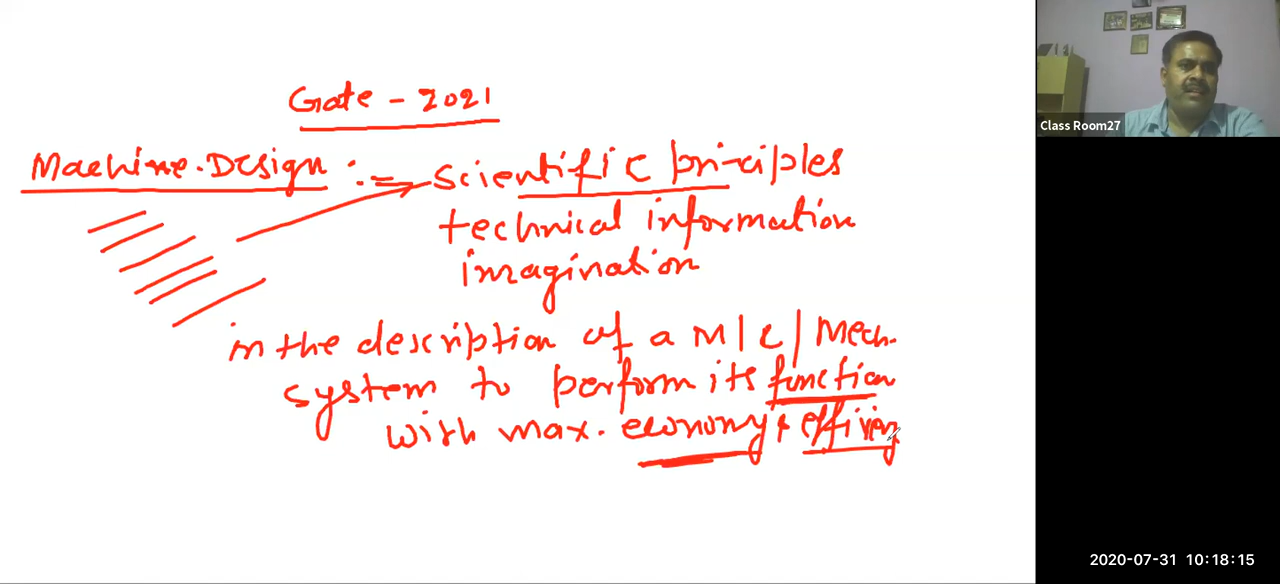 Gate - 2021
Machine.Design :- Scientific principles
technical information
imagination
in the description of a M/C/Mech.
system to perform its function
with max. economy &
Class Room27
2020-07-31 10:18:15